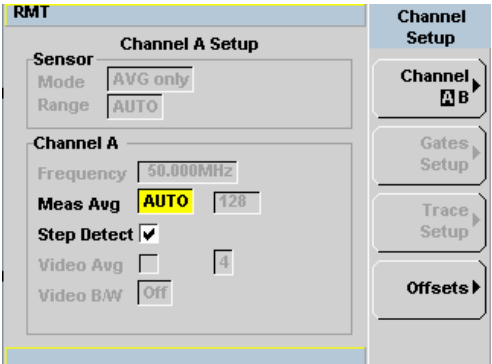 RMT
Channel A Setup
Sensor
Mode AVG only
Range AUTO
Channel A
Frequency 50.000MHz
Meas Avg AUTO 128
Step Detect
Video Avg 4
Video B/W Off
Channel
Setup
Channel
A B
Gates
Setup
Trace
Setup
Offsets